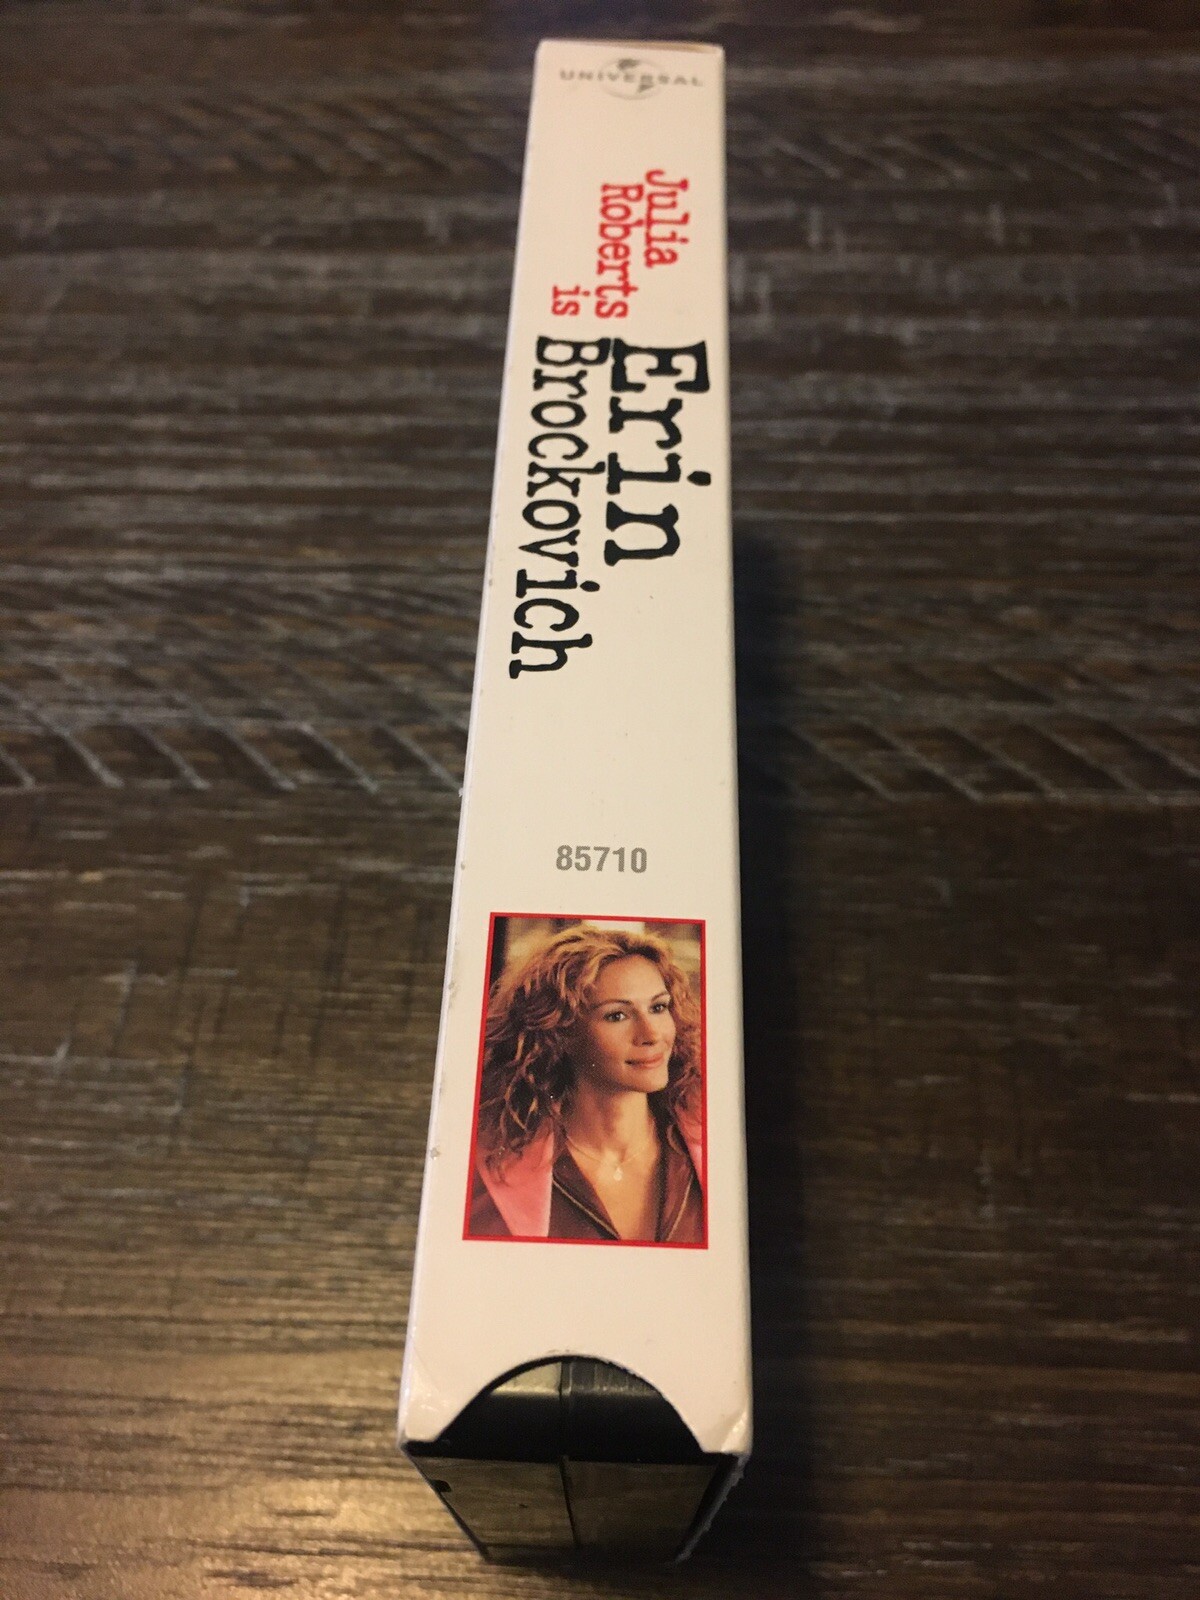 UNIVERSAL
Julia
Roberts
is
Erin
Brockovich
85710